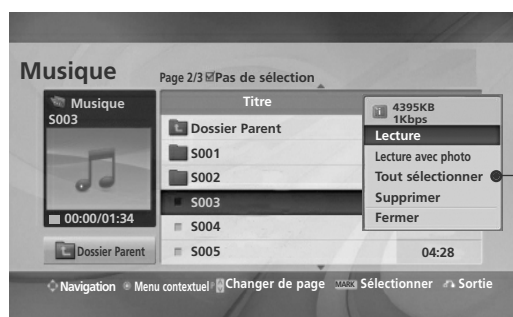 Musique
Page 2/3 Pas de sélection
Musique
S003
00:00/01:34
Dossier Parent
Titre
Dossier Parent
S001
S002
S003
S004
S005
04:28
4395KB
1Kbps
Lecture
Lecture avec photo
Tout sélectionner
Supprimer
Fermer
Navigation Menu contextuel P Changer de page MARK Sélectionner Sortie